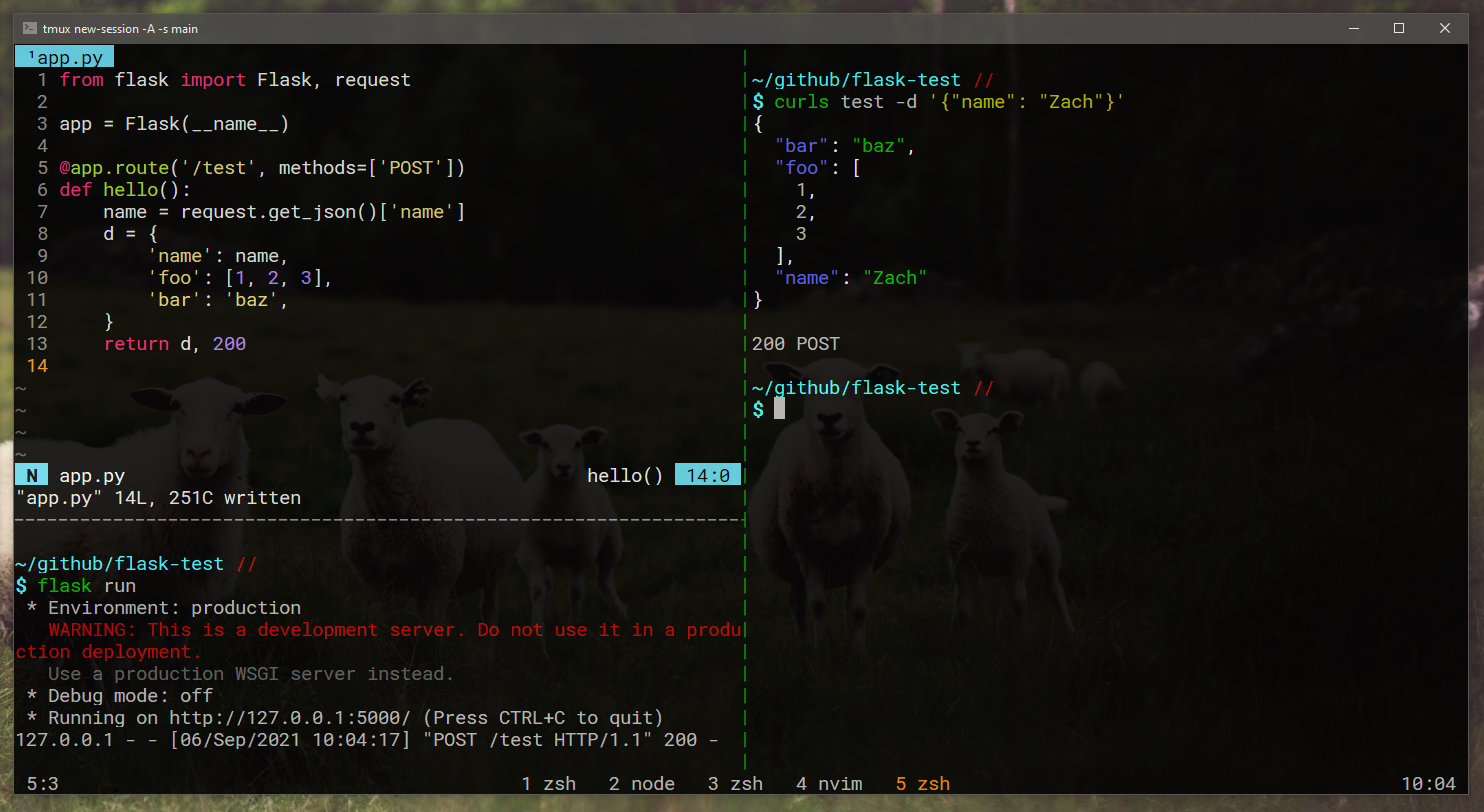 tmux new-session -A -s main
¹app.py
1 from flask import Flask, request
2
3 app = Flask(__name__)
4
5 @app.route('/test', methods=['POST'])
6 def hello():
7     name = request.get_json()['name']
8     d = {
9         'name': name,
10         'foo': [1, 2, 3],
11         'bar': 'baz',
12     }
13     return d, 200
14
~
~
~
~
N app.py hello() 14:0
"app.py" 14L, 251C written
~/github/flask-test //
$ flask run
* Environment: production
WARNING: This is a development server. Do not use it in a produ
ction deployment.
Use a production WSGI server instead.
* Debug mode: off
* Running on http://127.0.0.1:5000/ (Press CTRL+C to quit)
127.0.0.1 - - [06/Sep/2021 10:04:17] "POST /test HTTP/1.1" 200 -
~/github/flask-test //
$ curls test -d '{"name": "Zach"}'
{
  "bar": "baz",
  "foo": [
    1,
    2,
    3
  ],
  "name": "Zach"
}
200 POST
~/github/flask-test //
$
5:3 1 zsh 2 node 3 zsh 4 nvim 5 zsh 10:04